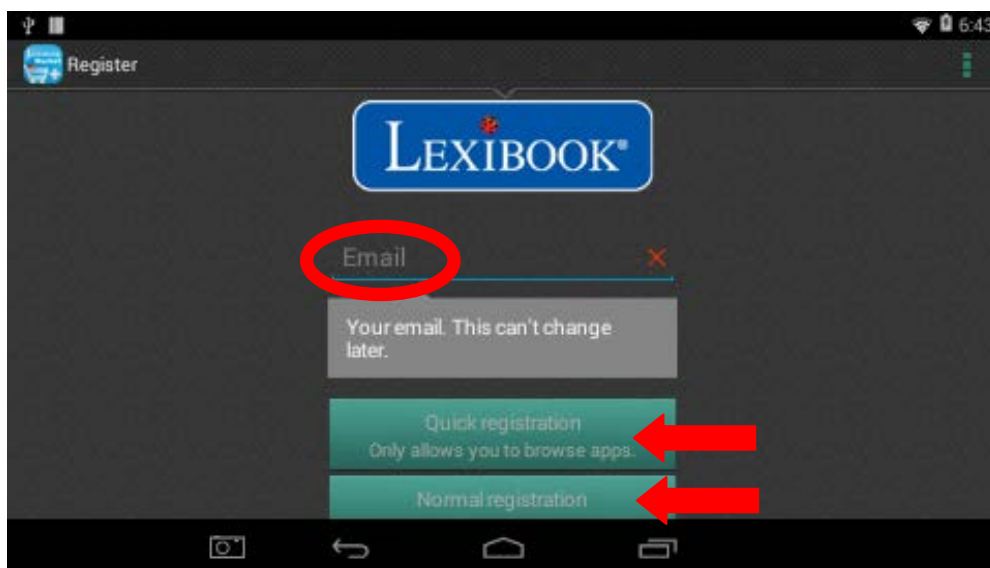 6:43
Register
LEXIBOOK®
Email
Your email. This can't change
later.
Quick registration
Only allows you to browse apps.
Normal registration